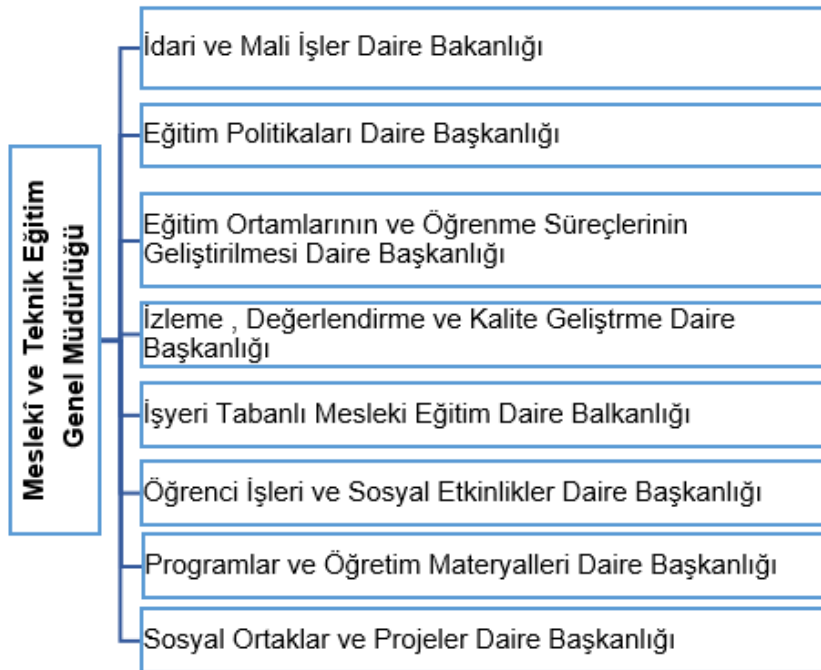 Meslekî ve Teknik Eğitim
Genel Müdürlüğü
İdari ve Mali İşler Daire Bakanlığı
Eğitim Politikaları Daire Başkanlığı
Eğitim Ortamlarının ve Öğrenme Süreçlerinin
Geliştirilmesi Daire Başkanlığı
İzleme , Değerlendirme ve Kalite Geliştrme Daire
Başkanlığı
İşyeri Tabanlı Mesleki Eğitim Daire Balkanlığı
Öğrenci İşleri ve Sosyal Etkinlikler Daire Başkanlığı
Programlar ve Öğretim Materyalleri Daire Başkanlığı
Sosyal Ortaklar ve Projeler Daire Başkanlığı